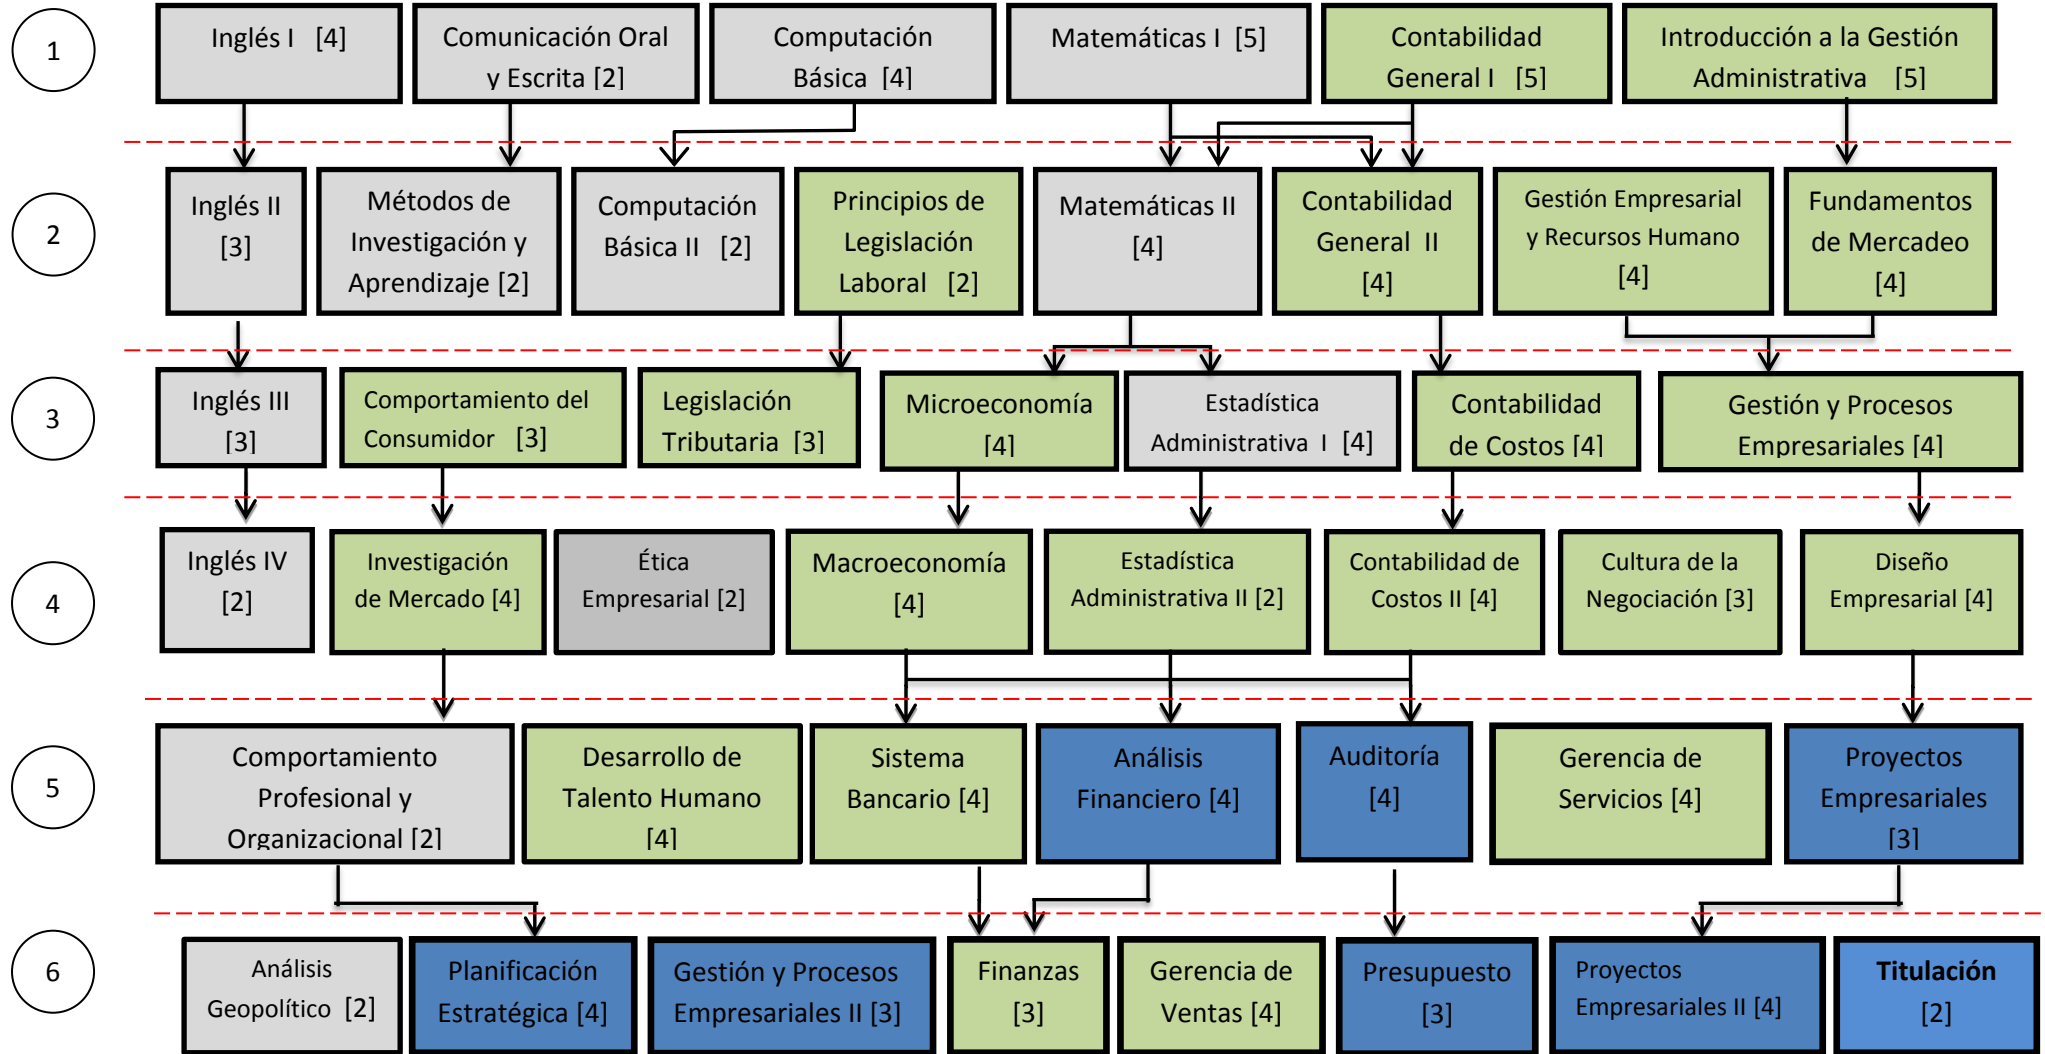 1
Inglés I [4]
Comunicación Oral
y Escrita [2]
Computación
Básica [4]
Matemáticas I [5]
Contabilidad
General I [5]
Introducción a la Gestión
Administrativa [5]
2
Inglés II
[3]
Métodos de
Investigación y
Aprendizaje [2]
Computación
Básica II [2]
Principios de
Legislación
Laboral [2]
Matemáticas II
[4]
Contabilidad
General II
[4]
Gestión Empresarial
y Recursos Humano
[4]
Fundamentos
de Mercadeo
[4]
3
Inglés III
[3]
Comportamiento del
Consumidor [3]
Legislación
Tributaria [3]
Microeconomía
[4]
Estadística
Administrativa I [4]
Contabilidad
de Costos [4]
Gestión y Procesos
Empresariales [4]
4
Inglés IV
[2]
Investigación
de Mercado [4]
Ética
Empresarial [2]
Macroeconomía
[4]
Estadística
Administrativa II [2]
Contabilidad de
Costos II [4]
Cultura de la
Negociación [3]
Diseño
Empresarial [4]
5
Comportamiento
Profesional y
Organizacional [2]
Desarrollo de
Talento Humano
[4]
Sistema
Bancario [4]
Análisis
Financiero [4]
Auditoría
[4]
Gerencia de
Servicios [4]
Proyectos
Empresariales
[3]
6
Análisis
Geopolítico [2]
Planificación
Estratégica [4]
Gestión y Procesos
Empresariales II [3]
Finanzas
[3]
Gerencia de
Ventas [4]
Presupuesto
[3]
Proyectos
Empresariales II [4]
Titulación
[2]